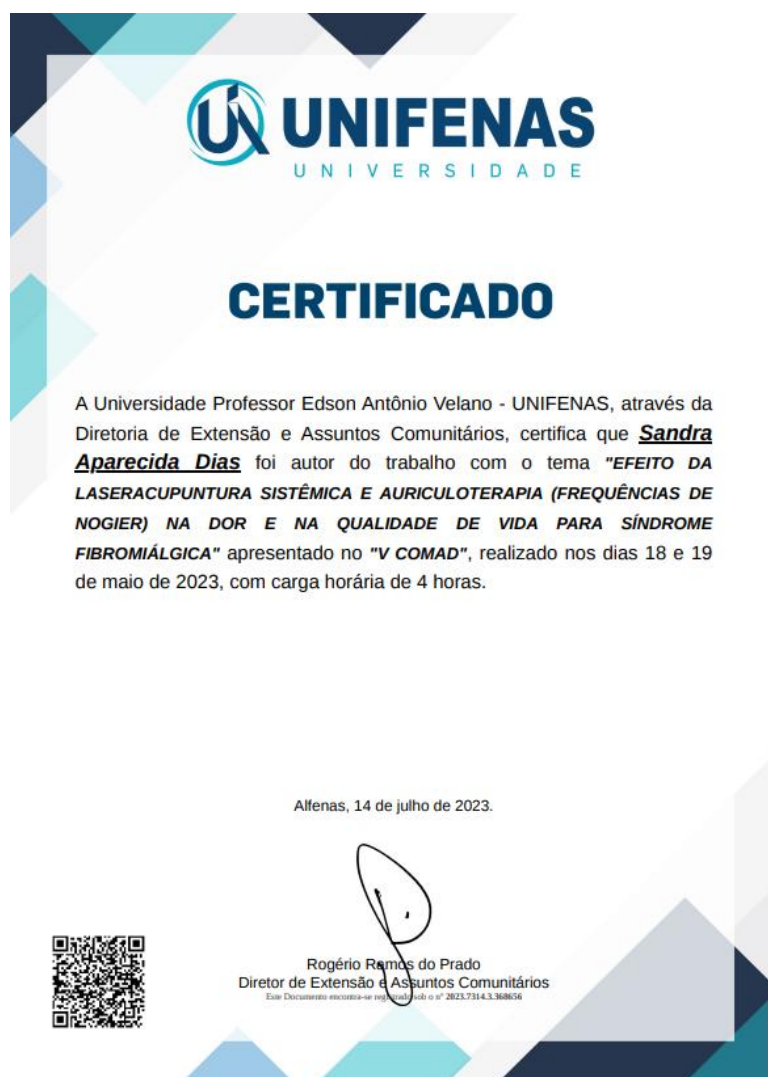 UNIFENAS
UNIVERSIDADE
CERTIFICADO
A Universidade Professor Edson Antônio Velano - UNIFENAS, através da
Diretoria de Extensão e Assuntos Comunitários, certifica que Sandra
Aparecida Dias foi autor do trabalho com o tema "EFEITO DA
LASERACUPUNTURA SISTÊMICA E AURICULOTERAPIA (FREQUÊNCIAS DE
NOGIER) NA DOR E NA QUALIDADE DE VIDA PARA SÍNDROME
FIBROMIÁLGICA" apresentado no "V COMAD", realizado nos dias 18 e 19
de maio de 2023, com carga horária de 4 horas.
Alfenas, 14 de julho de 2023.
Rogério Ramos do Prado
Diretor de Extensão e Assuntos Comunitários
Este Documento encontra-se registrado sob o nº 2023.7314.3.368656